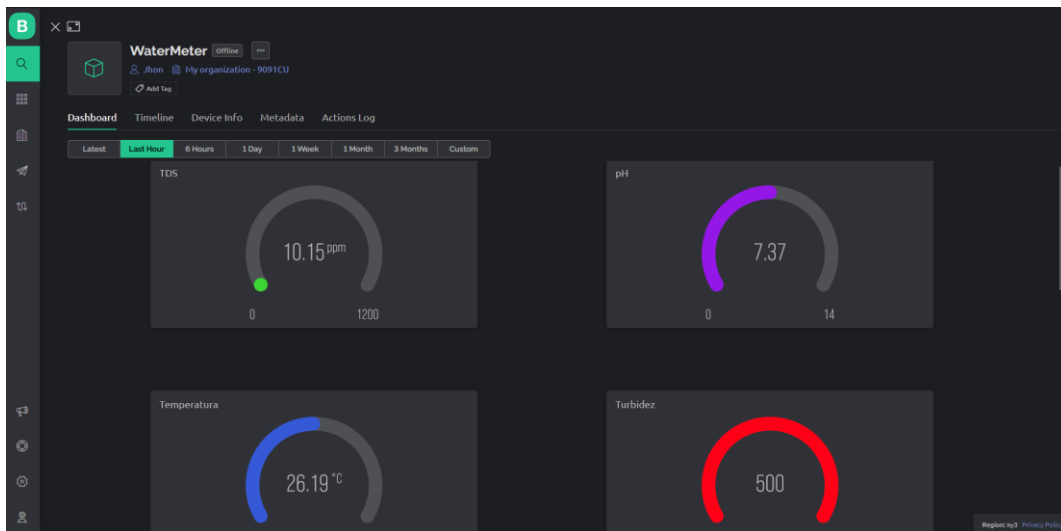 B
WaterMeter Offline ...
Jhon My organization - 9091CU
Add Tag
Dashboard Timeline Device Info Metadata Actions Log
Latest Last Hour 6 Hours 1 Day 1 Week 1 Month 3 Months Custom
TDS
10.15 ppm
0 1200
pH
7.37
0 14
Temperatura
26.19 °C
Turbidez
500
Region: ny3 Privacy Policy